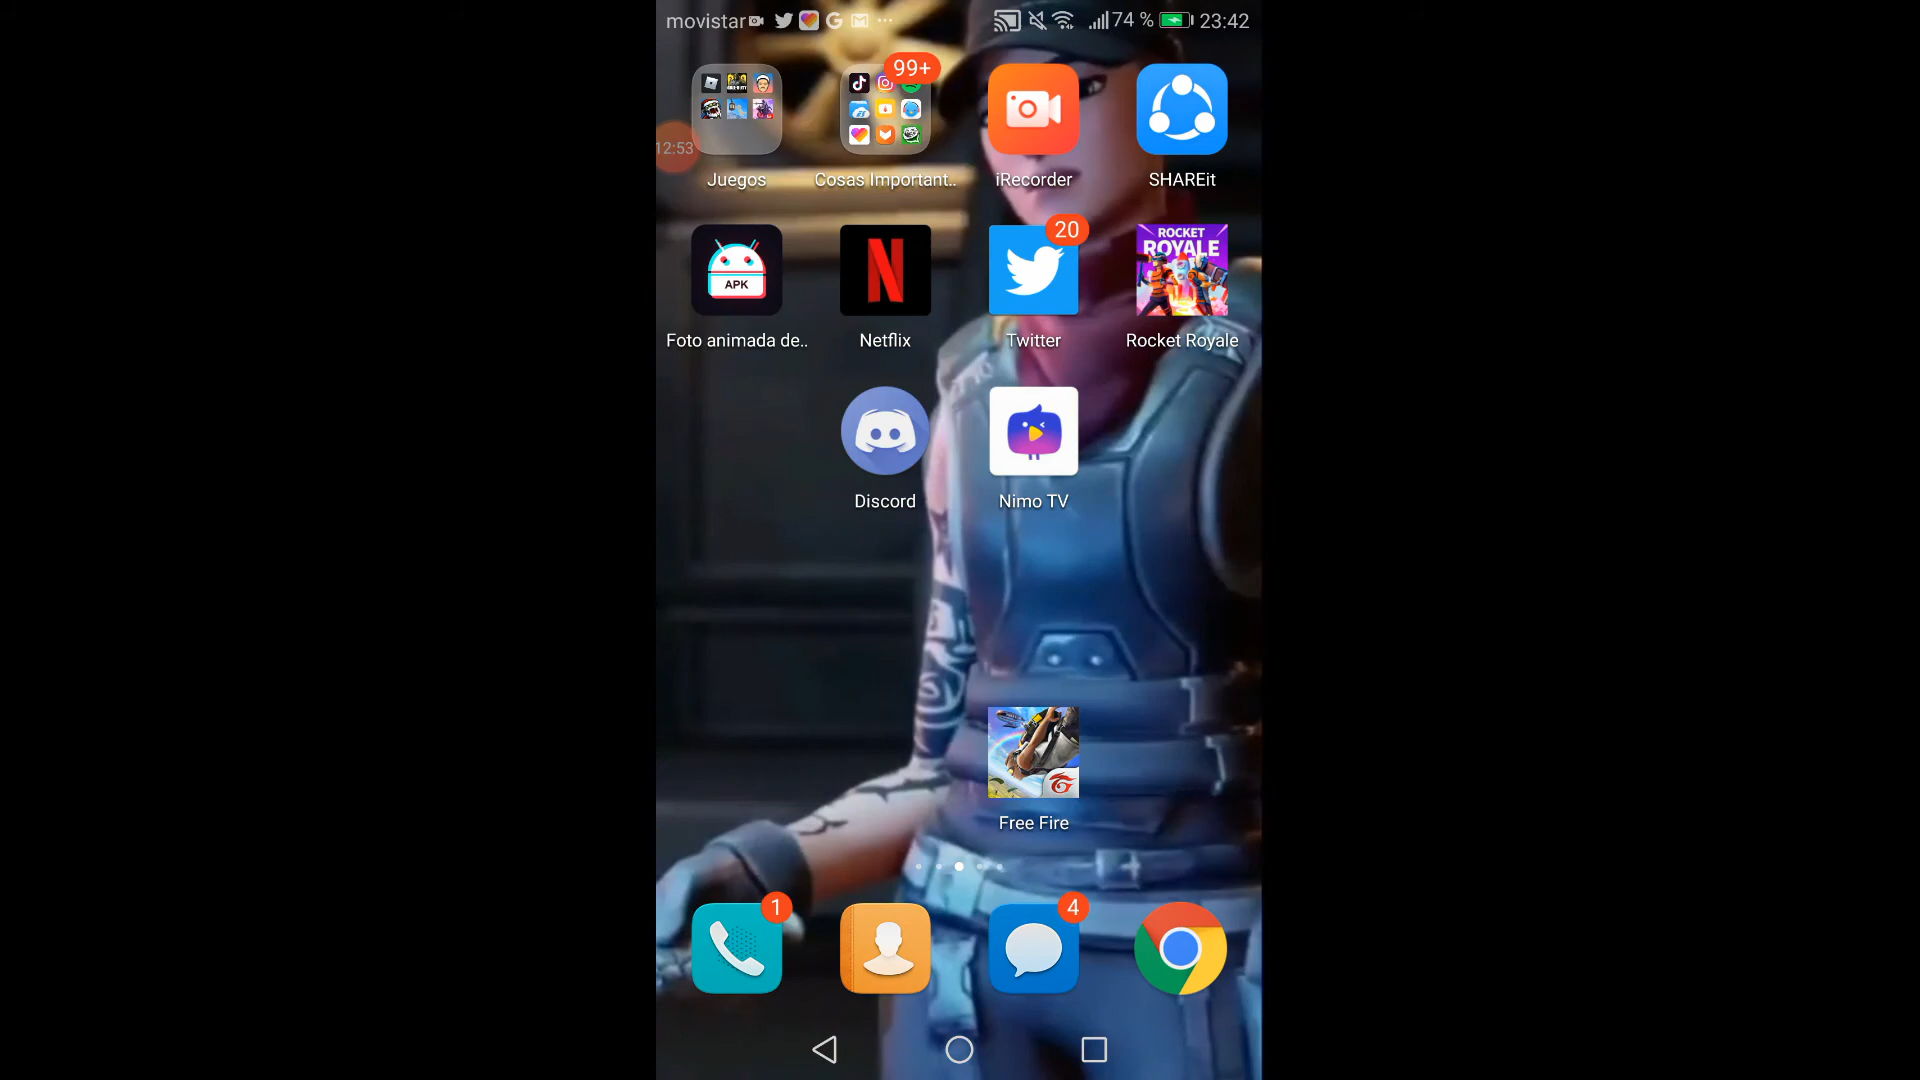 movistar
74 %
23:42
99+
12:53
Juegos
Cosas Important..
iRecorder
SHAREit
20
APK
N
ROCKET
ROYALE
Foto animada de..
Netflix
Twitter
Rocket Royale
Discord
Nimo TV
Free Fire
1
4